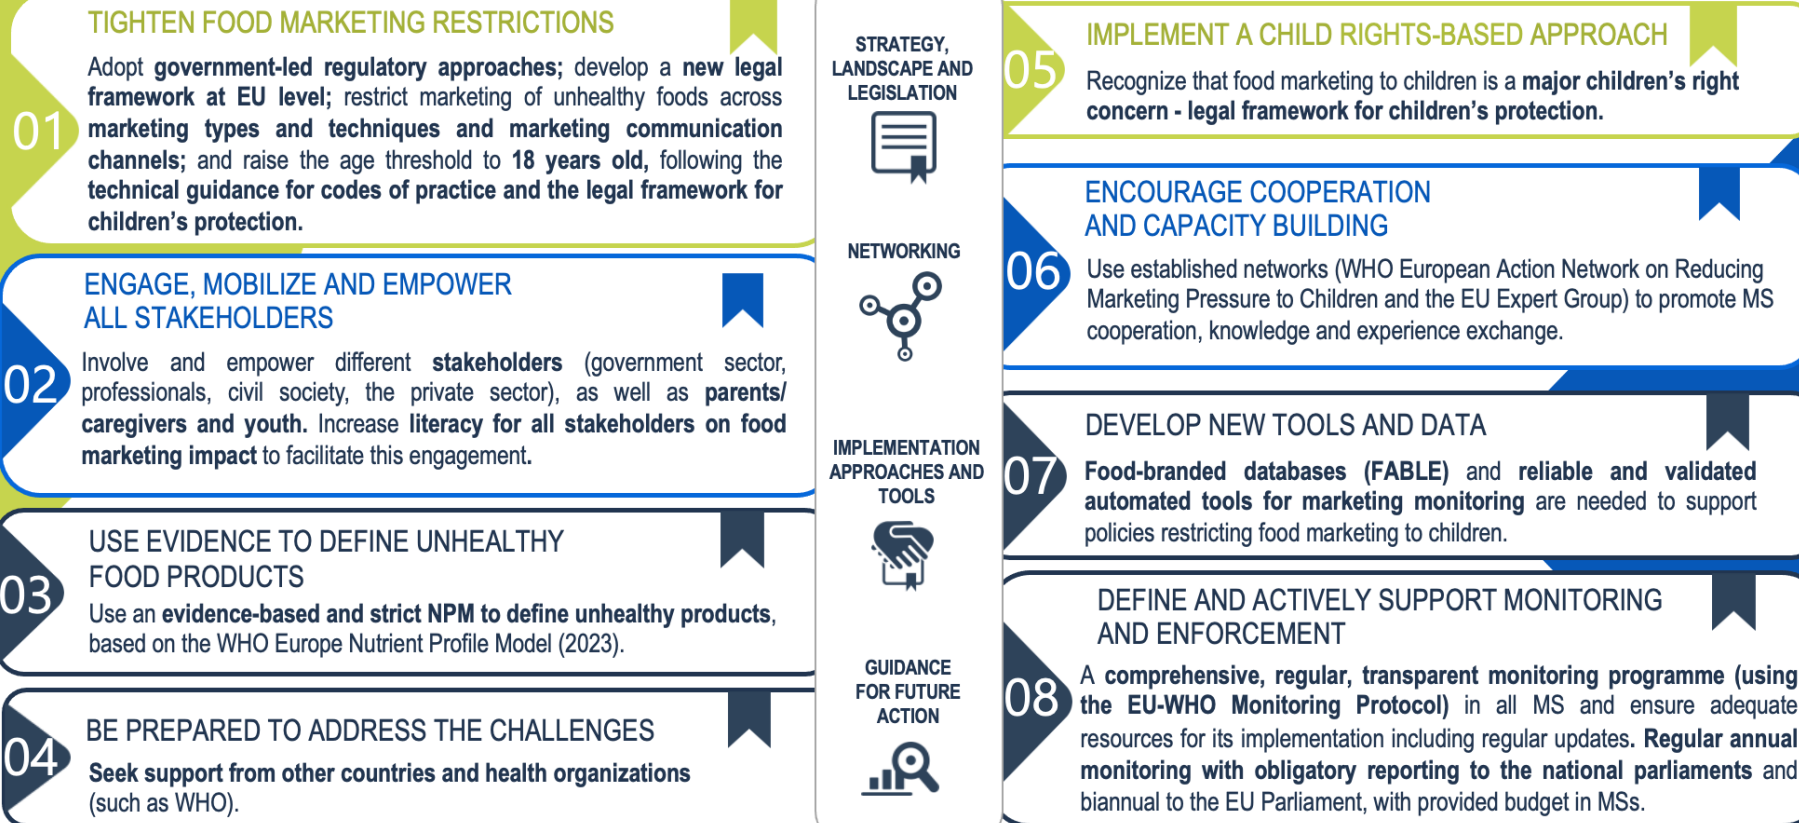 01
TIGHTEN FOOD MARKETING RESTRICTIONS
Adopt government-led regulatory approaches; develop a new legal
framework at EU level; restrict marketing of unhealthy foods across
marketing types and techniques and marketing communication
channels; and raise the age threshold to 18 years old, following the
technical guidance for codes of practice and the legal framework for
children’s protection.
02
ENGAGE, MOBILIZE AND EMPOWER
ALL STAKEHOLDERS
Involve and empower different stakeholders (government sector,
professionals, civil society, the private sector), as well as parents/
caregivers and youth. Increase literacy for all stakeholders on food
marketing impact to facilitate this engagement.
03
USE EVIDENCE TO DEFINE UNHEALTHY
FOOD PRODUCTS
Use an evidence-based and strict NPM to define unhealthy products,
based on the WHO Europe Nutrient Profile Model (2023).
04
BE PREPARED TO ADDRESS THE CHALLENGES
Seek support from other countries and health organizations
(such as WHO).
STRATEGY,
LANDSCAPE AND
LEGISLATION
NETWORKING
IMPLEMENTATION
APPROACHES AND
TOOLS
GUIDANCE
FOR FUTURE
ACTION
05
IMPLEMENT A CHILD RIGHTS-BASED APPROACH
Recognize that food marketing to children is a major children’s right
concern - legal framework for children’s protection.
06
ENCOURAGE COOPERATION
AND CAPACITY BUILDING
Use established networks (WHO European Action Network on Reducing
Marketing Pressure to Children and the EU Expert Group) to promote MS
cooperation, knowledge and experience exchange.
07
DEVELOP NEW TOOLS AND DATA
Food-branded databases (FABLE) and reliable and validated
automated tools for marketing monitoring are needed to support
policies restricting food marketing to children.
08
DEFINE AND ACTIVELY SUPPORT MONITORING
AND ENFORCEMENT
A comprehensive, regular, transparent monitoring programme (using
the EU-WHO Monitoring Protocol) in all MS and ensure adequate
resources for its implementation including regular updates. Regular annual
monitoring with obligatory reporting to the national parliaments and
biannual to the EU Parliament, with provided budget in MSs.